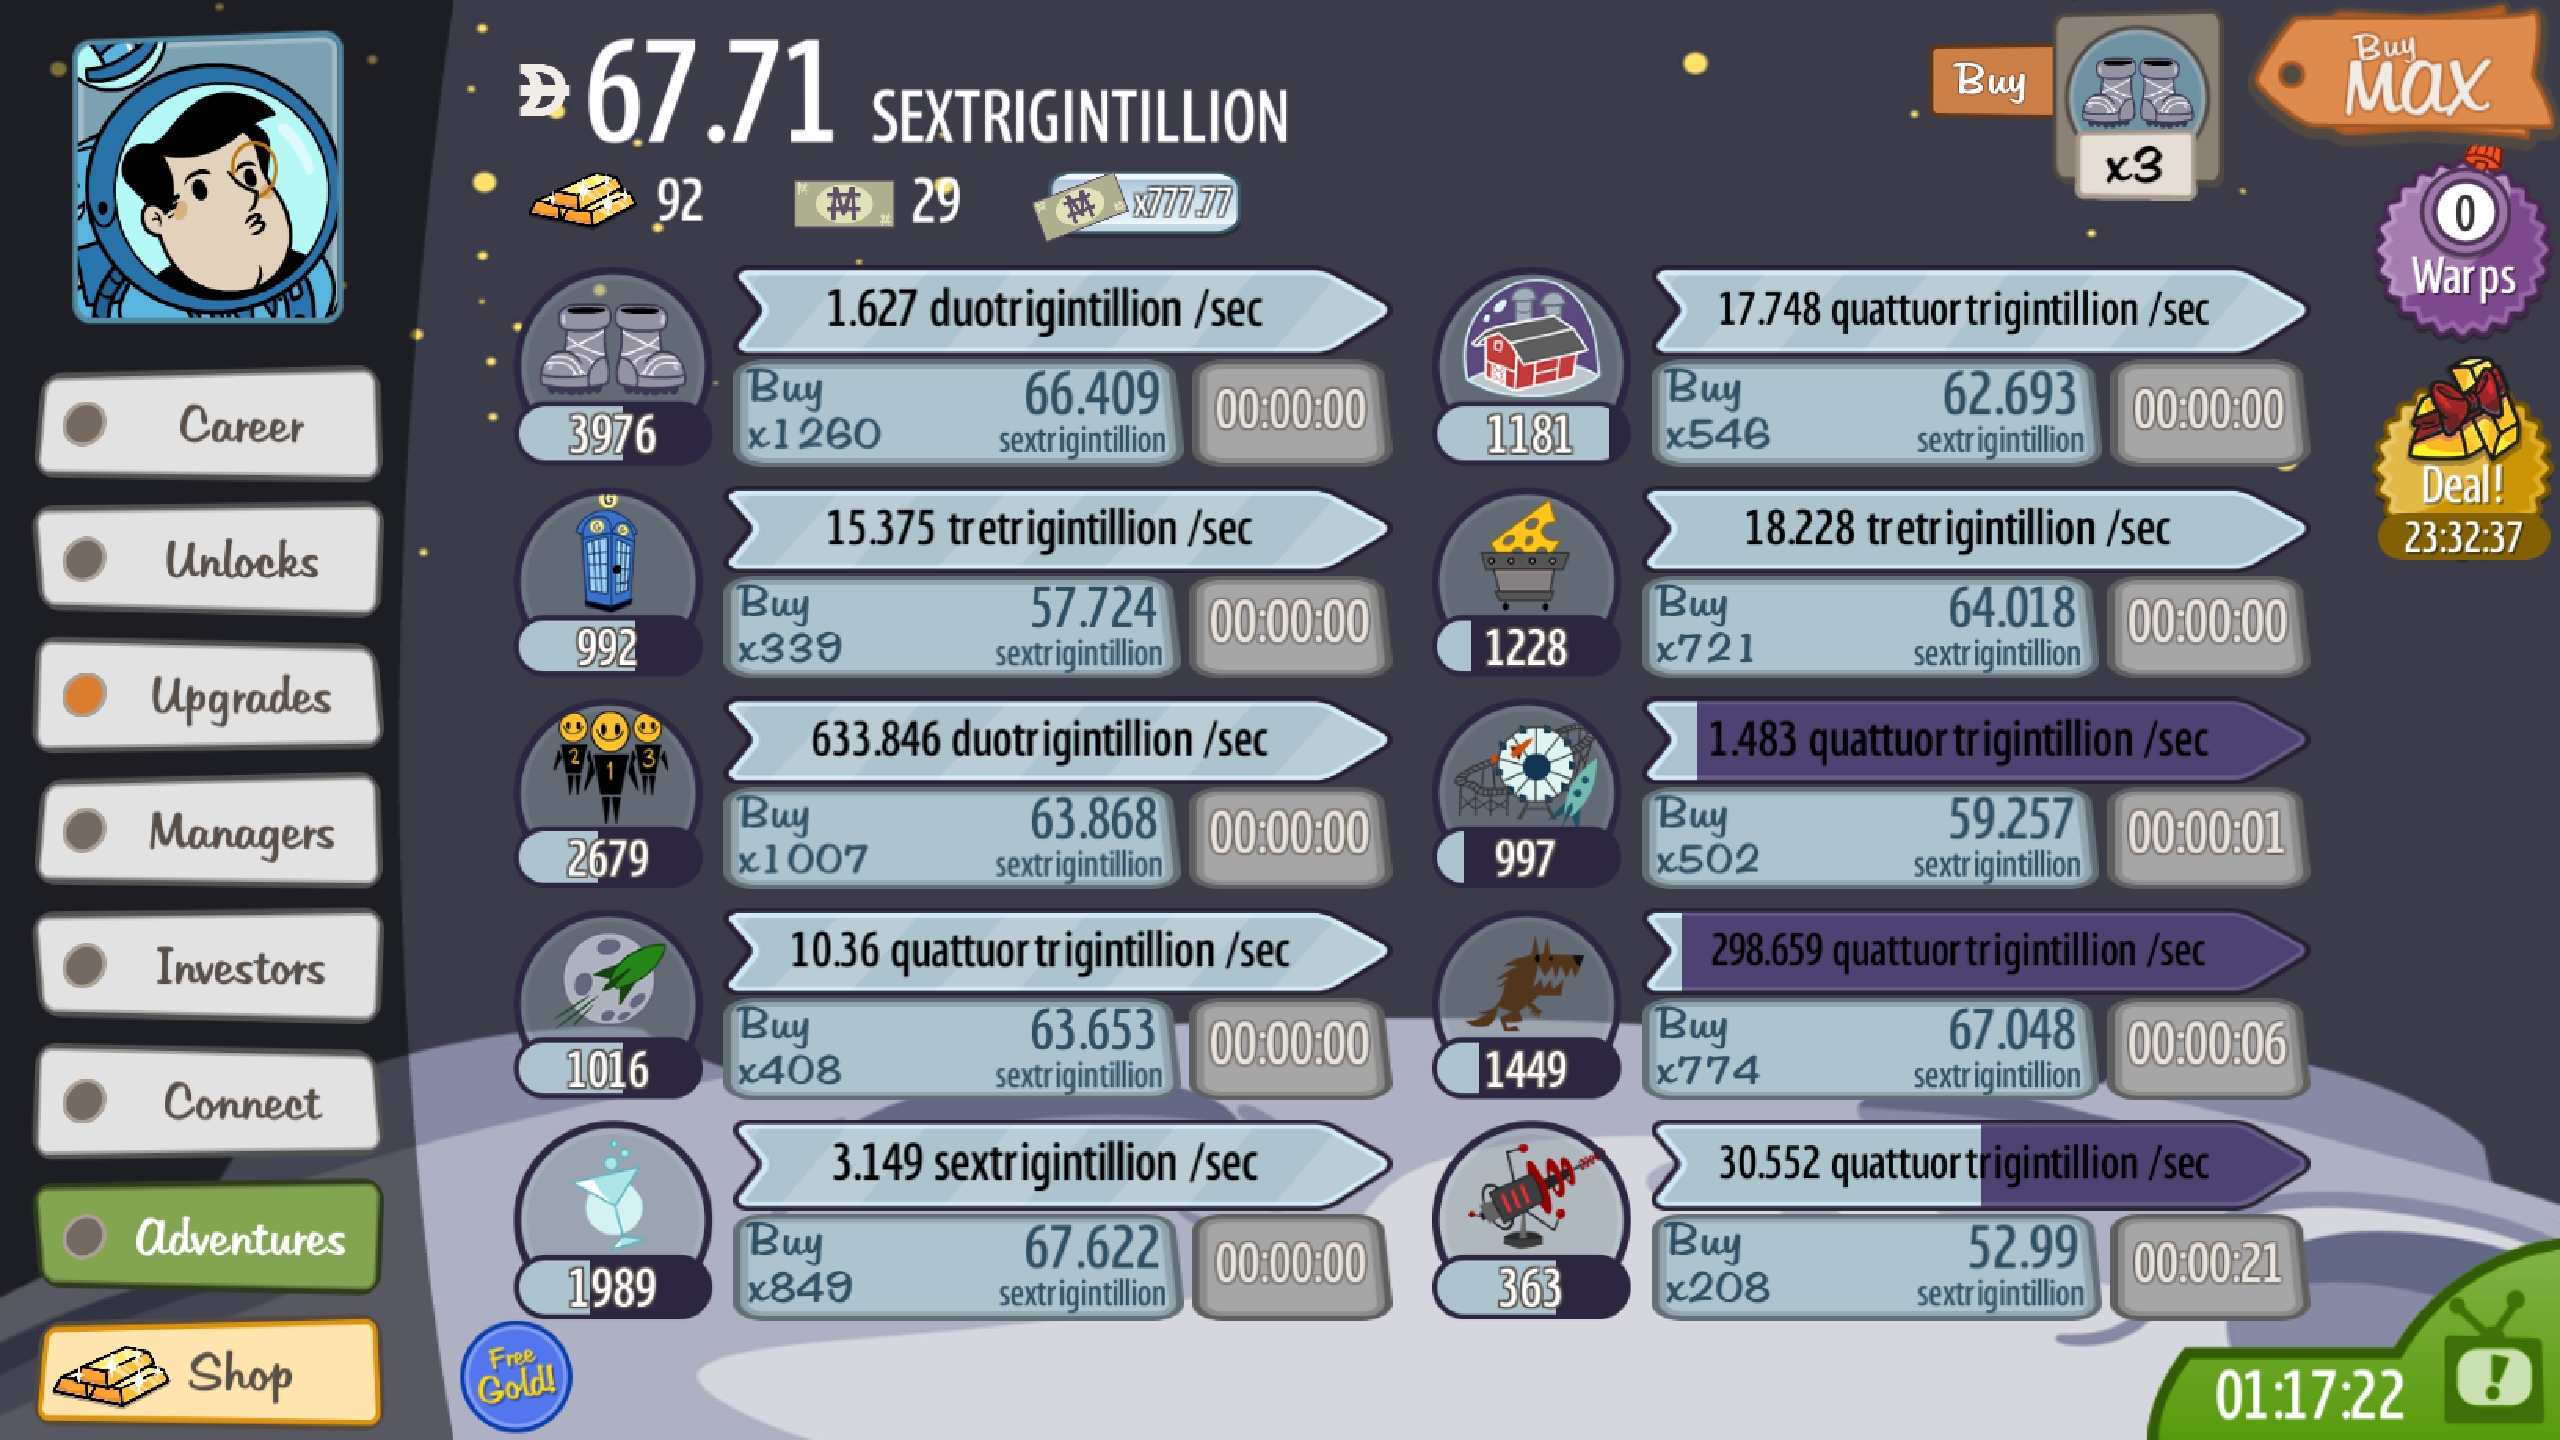 67.71 SEXTRIGINTILLION
92
29
x777.77
Buy
x3
Buy
MAX
0
Warps
Deal!
23:32:37
Career
Unlocks
Upgrades
Managers
Investors
Connect
Adventures
Shop
1.627 duotrigintillion /sec
3976
Buy
x1260
66.409
sextrigintillion
00:00:00
17.748 quattuortrigintillion /sec
1181
Buy
x546
62.693
sextrigintillion
00:00:00
15.375 tretrigintillion /sec
992
Buy
x339
57.724
sextrigintillion
00:00:00
18.228 tretrigintillion /sec
1228
Buy
x721
64.018
sextrigintillion
00:00:00
633.846 duotrigintillion /sec
2 1 3
2679
Buy
x1007
63.868
sextrigintillion
00:00:00
1.483 quattuortrigintillion /sec
997
Buy
x502
59.257
sextrigintillion
00:00:01
10.36 quattuortrigintillion /sec
1016
Buy
x408
63.653
sextrigintillion
00:00:00
298.659 quattuortrigintillion /sec
1449
Buy
x774
67.048
sextrigintillion
00:00:06
3.149 sextrigintillion /sec
1989
Buy
x849
67.622
sextrigintillion
00:00:00
30.552 quattuortrigintillion /sec
363
Buy
x208
52.99
sextrigintillion
00:00:21
Free
Gold!
01:17:22